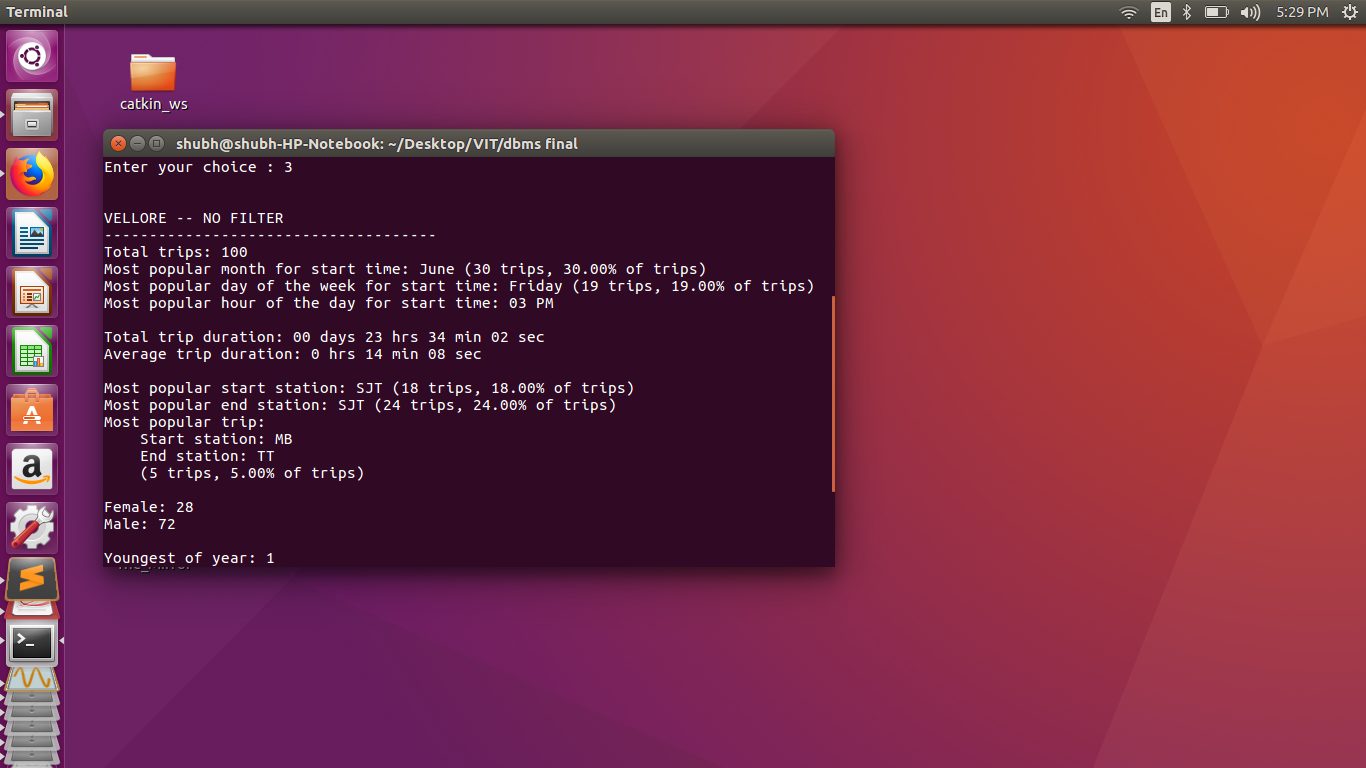 Terminal
En
5:29 PM
catkin_ws
shubh@shubh-HP-Notebook: ~/Desktop/VIT/dbms final
Enter your choice : 3
VELLORE -- NO FILTER
-------------------------------------
Total trips: 100
Most popular month for start time: June (30 trips, 30.00% of trips)
Most popular day of the week for start time: Friday (19 trips, 19.00% of trips)
Most popular hour of the day for start time: 03 PM
Total trip duration: 00 days 23 hrs 34 min 02 sec
Average trip duration: 0 hrs 14 min 08 sec
Most popular start station: SJT (18 trips, 18.00% of trips)
Most popular end station: SJT (24 trips, 24.00% of trips)
Most popular trip:
    Start station: MB
    End station: TT
    (5 trips, 5.00% of trips)
Female: 28
Male: 72
Youngest of year: 1